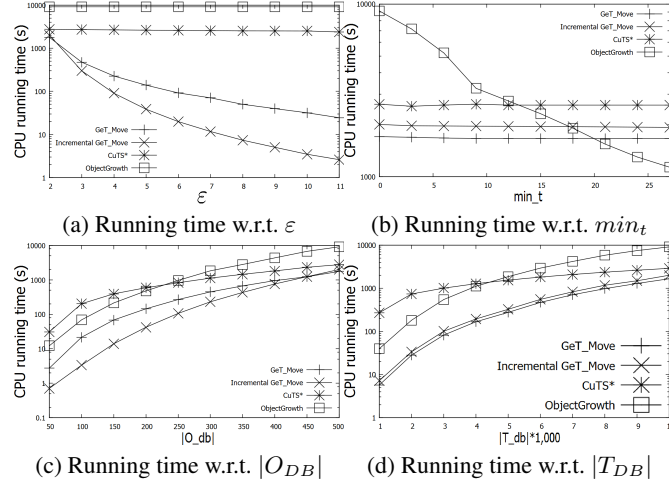 CPU running time (s)
10000
1000
100
10
1
GeT_Move
Incremental GeT_Move
CuTS*
ObjectGrowth
2 3 4 5 6 7 8 9 10 11
ε
(a) Running time w.r.t. ε
CPU running time (s)
10000
1000
GeT_Move
Incremental GeT_Move
CuTS*
ObjectGrowth
0 5 10 15 20 25
min_t
(b) Running time w.r.t. min_t
CPU running time (s)
10000
1000
100
10
1
0.1
GeT_Move
Incremental GeT_Move
CuTS*
ObjectGrowth
50 100 150 200 250 300 350 400 450 500
|O_db|
(c) Running time w.r.t. |O_DB|
CPU running time (s)
10000
1000
100
10
1
GeT_Move
Incremental GeT_Move
CuTS*
ObjectGrowth
1 2 3 4 5 6 7 8 9
|T_db|*1,000
(d) Running time w.r.t. |T_DB|